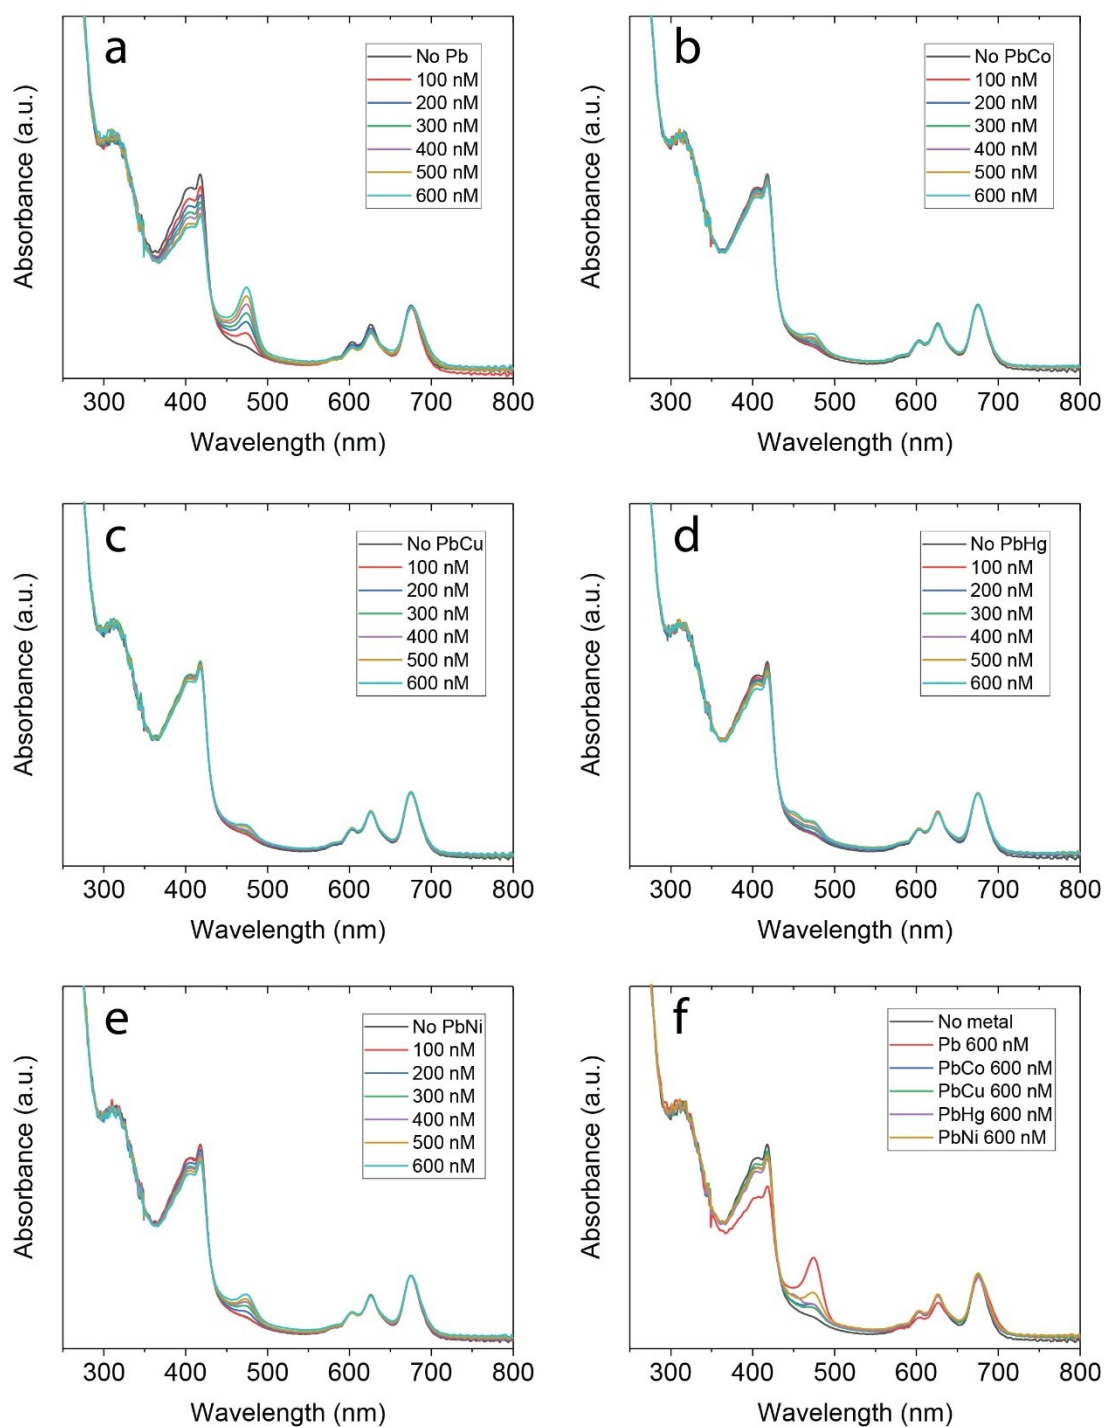 a
No Pb
100 nM
200 nM
300 nM
400 nM
500 nM
600 nM
Absorbance (a.u.)
300 400 500 600 700 800
Wavelength (nm)
b
No PbCo
100 nM
200 nM
300 nM
400 nM
500 nM
600 nM
Absorbance (a.u.)
300 400 500 600 700 800
Wavelength (nm)
c
No PbCu
100 nM
200 nM
300 nM
400 nM
500 nM
600 nM
Absorbance (a.u.)
300 400 500 600 700 800
Wavelength (nm)
d
No PbHg
100 nM
200 nM
300 nM
400 nM
500 nM
600 nM
Absorbance (a.u.)
300 400 500 600 700 800
Wavelength (nm)
e
No PbNi
100 nM
200 nM
300 nM
400 nM
500 nM
600 nM
Absorbance (a.u.)
300 400 500 600 700 800
Wavelength (nm)
f
No metal
Pb 600 nM
PbCo 600 nM
PbCu 600 nM
PbHg 600 nM
PbNi 600 nM
Absorbance (a.u.)
300 400 500 600 700 800
Wavelength (nm)